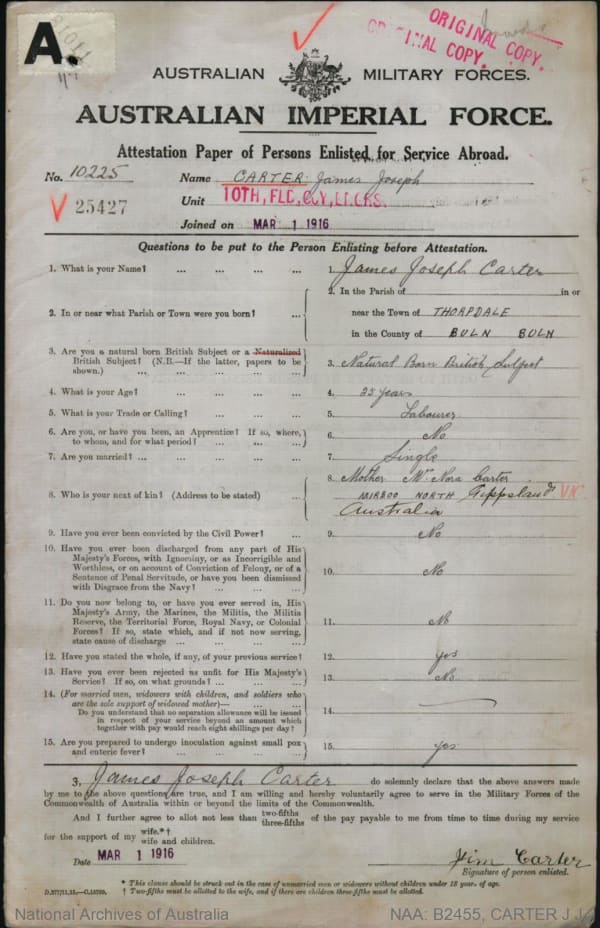 A.
ORIGINAL COPY.
ORIGINAL COPY.
AUSTRALIAN MILITARY FORCES.
AUSTRALIAN IMPERIAL FORCE.
Attestation Paper of Persons Enlisted for Service Abroad.
No. 10225 Name CARTER James Joseph
25427 Unit 10TH, FLD, COY, ENGRS.
Joined on MAR 1 1916
Questions to be put to the Person Enlisting before Attestation.
1. What is your Name? ... ... ... ... 1. James Joseph Carter
2. In or near what Parish or Town were you born? ... 2. In the Parish of in or
near the Town of THORPDALE
in the County of BULN BULN
3. Are you a natural born British Subject or a Naturalized
British Subject? (N.B.—If the latter, papers to be
shown.) ... ... ... ... 3. Natural Born British Subject
4. What is your Age? ... ... ... ... 4. years
5. What is your Trade or Calling? ... ... ... 5. Labourer
6. Are you, or have you been, an Apprentice? If so, where,
to whom, and for what period? ... ... ... 6. No
7. Are you married? ... ... ... ... 7. Single
8. Who is your next of kin? (Address to be stated) ... 8. Mother Mrs Nora Carter
MIRBOO NORTH Gippsland VIC
Australia
9. Have you ever been convicted by the Civil Power? ... 9. No
10. Have you ever been discharged from any part of His
Majesty's Forces, with Ignominy, or as Incorrigible and
Worthless, or on account of Conviction of Felony, or of a
Sentence of Penal Servitude, or have you been dismissed
with Disgrace from the Navy? ... ... ... 10. No
11. Do you now belong to, or have you ever served in, His
Majesty's Army, the Marines, the Militia, the Militia
Reserve, the Territorial Force, Royal Navy, or Colonial
Forces? If so, state which, and if not now serving,
state cause of discharge ... ... ... 11. No
12. Have you stated the whole, if any, of your previous service? 12. yes
13. Have you ever been rejected as unfit for His Majesty's
Service? If so, on what grounds? ... ... ... 13. No
14. (For married men, widowers with children, and soldiers who
are the sole support of widowed mother)—
Do you understand that no separation allowance will be issued
in respect of your service beyond an amount which
together with pay would reach eight shillings per day? 14.
15. Are you prepared to undergo inoculation against small pox
and enteric fever? ... ... ... ... 15. yes
I, James Joseph Carter do solemnly declare that the above answers made
by me to the above questions are true, and I am willing and hereby voluntarily agree to serve in the Military Forces of the
Commonwealth of Australia within or beyond the limits of the Commonwealth.
And I further agree to allot not less than two-fifths three-fifths of the pay payable to me from time to time during my service
for the support of my wife.*† wife and children.
Date MAR 1 1916 Jim Carter
Signature of person enlisted.
* This clause should be struck out in the case of unmarried men or widowers without children under 18 years of age.
† Two-fifths must be allotted to the wife, and if there are children three-fifths must be allotted.
National Archives of Australia NAA: B2455, CARTER J J